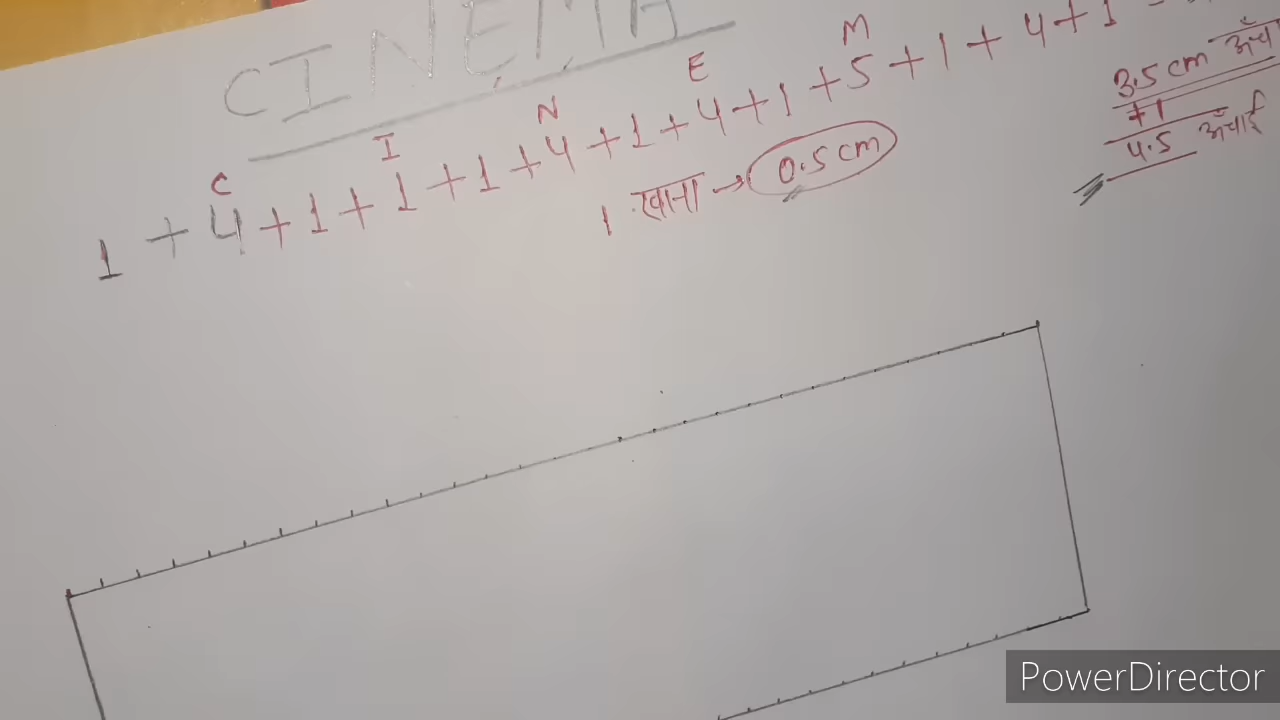 CINEMA
C I N E M
1 + 4 + 1 + 1 + 1 + 4 + 1 + 4 + 1 + 5 + 1 + 4 + 1
1 खाना → 0.5 cm
3.5 cm
+1
4.5 ऊँचाई
PowerDirector